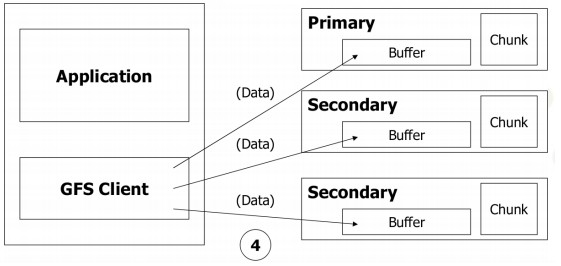 Application
GFS Client
(Data)
(Data)
(Data)
4
Primary
Buffer
Chunk
Secondary
Buffer
Chunk
Secondary
Buffer
Chunk